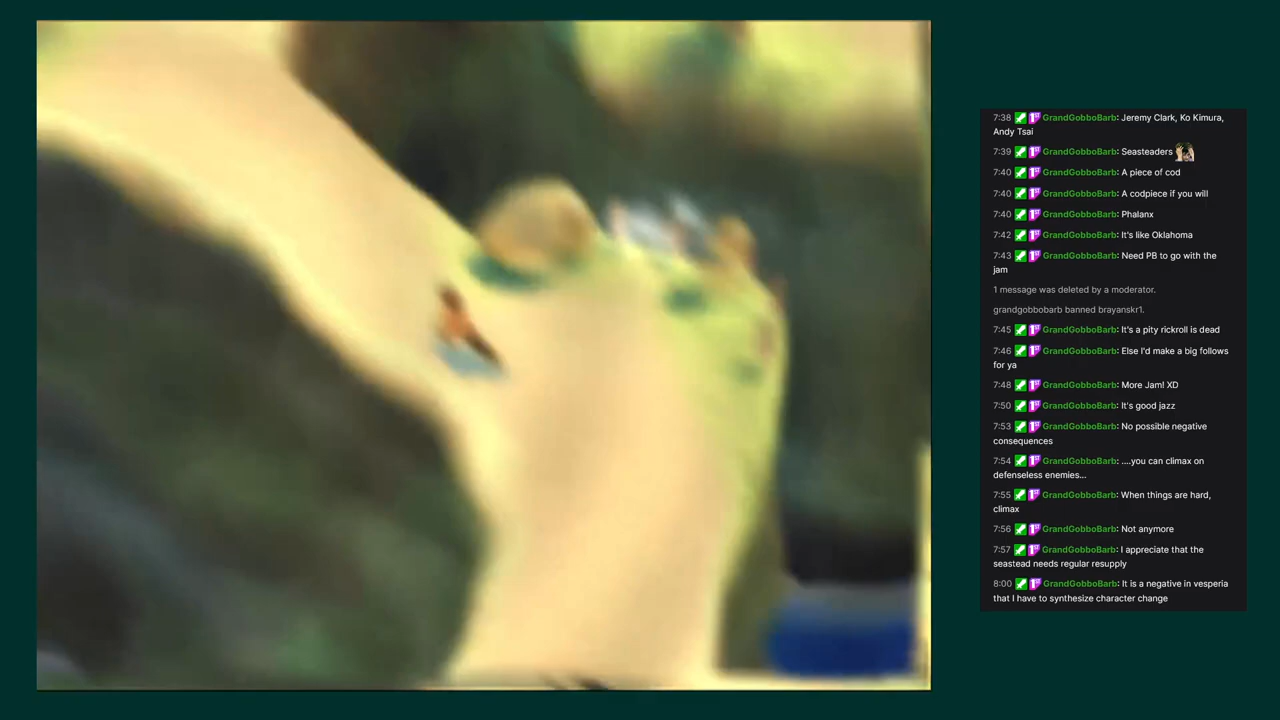 7:38 GrandGobboBarb: Jeremy Clark, Ko Kimura,
Andy Tsai
7:39 GrandGobboBarb: Seasteaders
7:40 GrandGobboBarb: A piece of cod
7:40 GrandGobboBarb: A codpiece if you will
7:40 GrandGobboBarb: Phalanx
7:42 GrandGobboBarb: It's like Oklahoma
7:43 GrandGobboBarb: Need PB to go with the
jam
1 message was deleted by a moderator.
grandgobbobarb banned brayanskr1.
7:45 GrandGobboBarb: It's a pity rickroll is dead
7:46 GrandGobboBarb: Else I'd make a big follows
for ya
7:48 GrandGobboBarb: More Jam! XD
7:50 GrandGobboBarb: It's good jazz
7:53 GrandGobboBarb: No possible negative
consequences
7:54 GrandGobboBarb: ....you can climax on
defenseless enemies...
7:55 GrandGobboBarb: When things are hard,
climax
7:56 GrandGobboBarb: Not anymore
7:57 GrandGobboBarb: I appreciate that the
seastead needs regular resupply
8:00 GrandGobboBarb: It is a negative in vesperia
that I have to synthesize character change